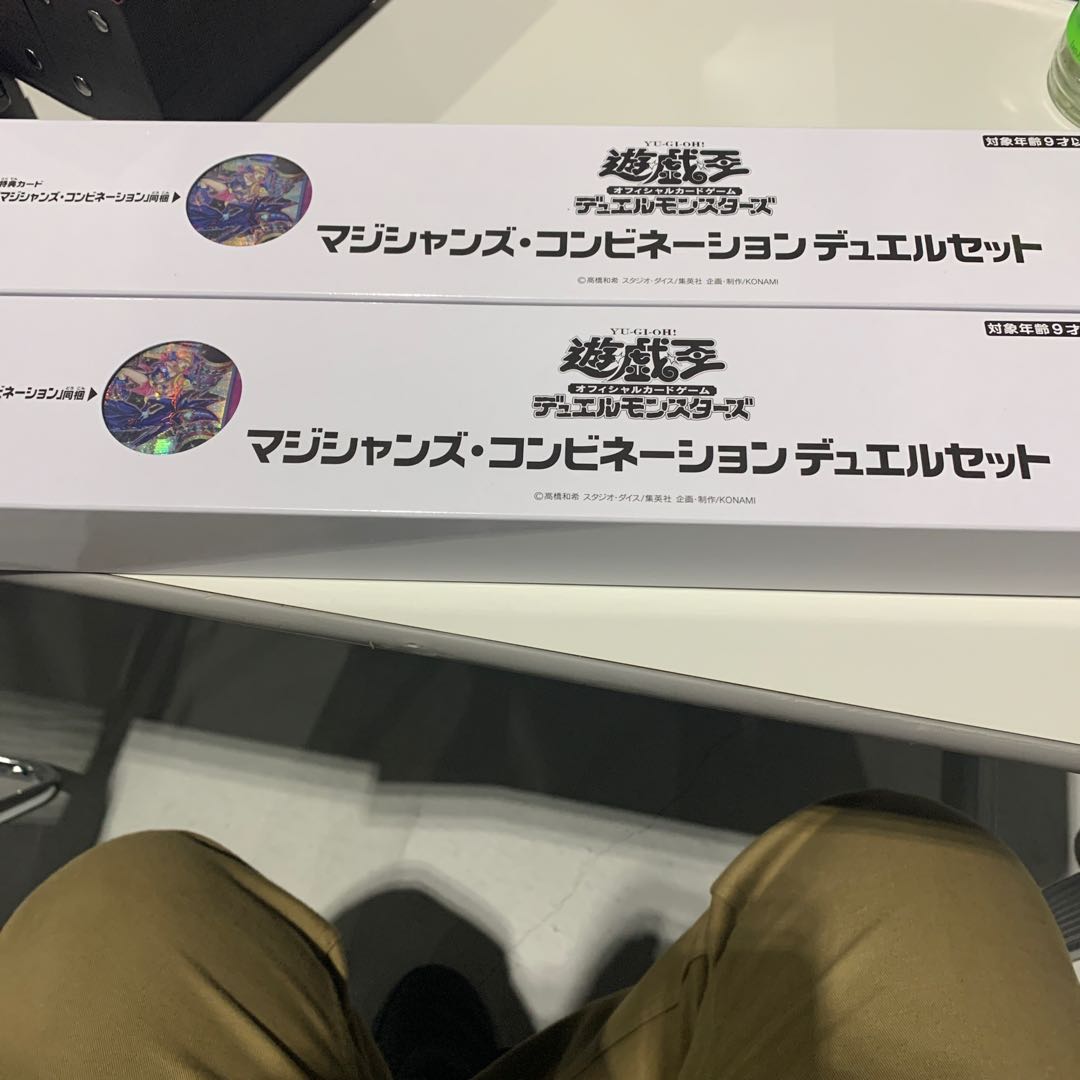 特典カード
マジシャンズ・コンビネーション」同梱▶
YU-GI-OH!
遊戯王
オフィシャルカードゲーム
デュエルモンスターズ
マジシャンズ・コンビネーション デュエルセット
©高橋和希 スタジオ・ダイス/集英社 企画・制作/KONAMI
対象年齢9才以
ネーション」同梱▶
YU-GI-OH!
遊戯王
オフィシャルカードゲーム
デュエルモンスターズ
マジシャンズ・コンビネーション デュエルセット
©高橋和希 スタジオ・ダイス/集英社 企画・制作/KONAMI
対象年齢9才